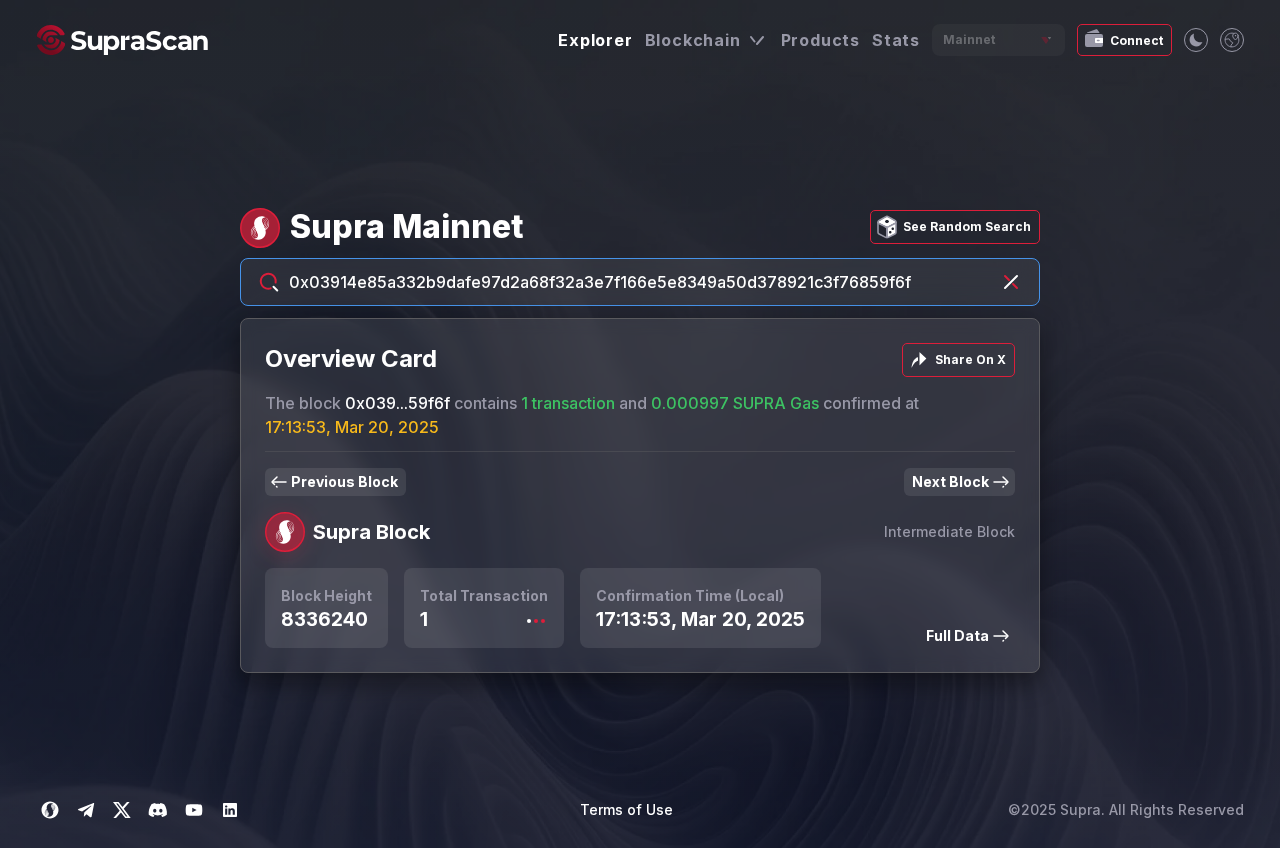 SupraScan
Explorer
Blockchain
Products
Stats
Mainnet
Connect
Supra Mainnet
See Random Search
0x03914e85a332b9dafe97d2a68f32a3e7f166e5e8349a50d378921c3f76859f6f
Overview Card
Share On X
The block 0x039...59f6f contains 1 transaction and 0.000997 SUPRA Gas confirmed at
17:13:53, Mar 20, 2025
Previous Block
Next Block
Supra Block
Intermediate Block
Block Height
8336240
Total Transaction
1
Confirmation Time (Local)
17:13:53, Mar 20, 2025
Full Data
Terms of Use
©2025 Supra. All Rights Reserved